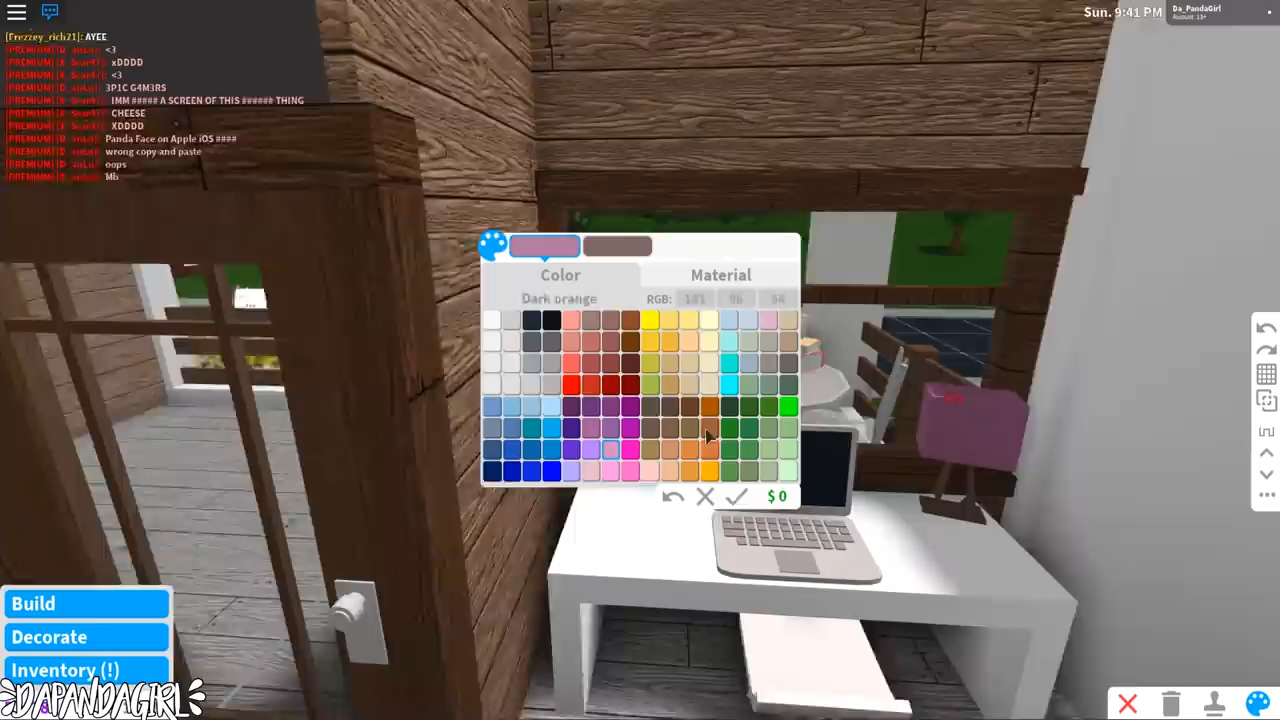 Sun. 9:41 PM
Da_PandaGirl
Account: 13+
[Frezzey_rich21]: AYEE
<3
xDDDD
<3
3P1C G4M3RS
IMM ##### A SCREEN OF THIS ###### THING
CHEESE
XDDDD
Panda Face on Apple iOS ####
wrong copy and paste
oops
Mb
Color
Material
Dark orange
RGB:
$ 0
Build
Decorate
Inventory (!)
DAPANDAGIRL